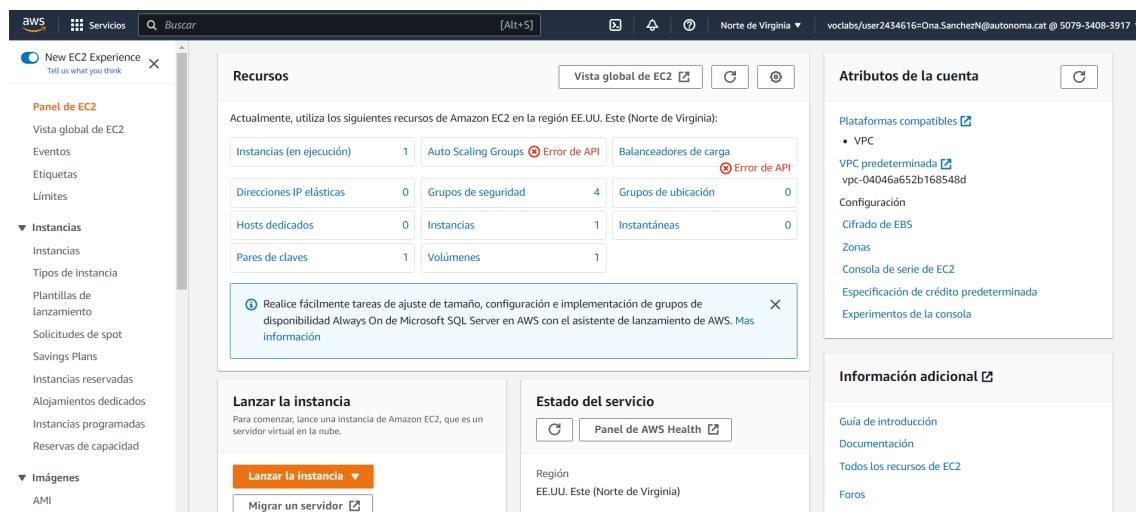 aws
Servicios
Buscar
[Alt+S]
Norte de Virginia
voclabs/user2434616=Ona.SanchezN@autonoma.cat @ 5079-3408-3917
New EC2 Experience
Tell us what you think
Panel de EC2
Vista global de EC2
Eventos
Etiquetas
Límites
Instancias
Instancias
Tipos de instancia
Plantillas de
lanzamiento
Solicitudes de spot
Savings Plans
Instancias reservadas
Alojamientos dedicados
Instancias programadas
Reservas de capacidad
Imágenes
AMI
Recursos
Vista global de EC2
Actualmente, utiliza los siguientes recursos de Amazon EC2 en la región EE.UU. Este (Norte de Virginia):
Instancias (en ejecución) 1
Auto Scaling Groups Error de API
Balanceadores de carga
Error de API
Direcciones IP elásticas 0
Grupos de seguridad 4
Grupos de ubicación 0
Hosts dedicados 0
Instancias 1
Instantáneas 0
Pares de claves 1
Volúmenes 1
Realice fácilmente tareas de ajuste de tamaño, configuración e implementación de grupos de
disponibilidad Always On de Microsoft SQL Server en AWS con el asistente de lanzamiento de AWS. Mas
información
Lanzar la instancia
Para comenzar, lance una instancia de Amazon EC2, que es un
servidor virtual en la nube.
Lanzar la instancia
Migrar un servidor
Estado del servicio
Panel de AWS Health
Región
EE.UU. Este (Norte de Virginia)
Atributos de la cuenta
Plataformas compatibles
• VPC
VPC predeterminada
vpc-04046a652b168548d
Configuración
Cifrado de EBS
Zonas
Consola de serie de EC2
Especificación de crédito predeterminada
Experimentos de la consola
Información adicional
Guía de introducción
Documentación
Todos los recursos de EC2
Foros